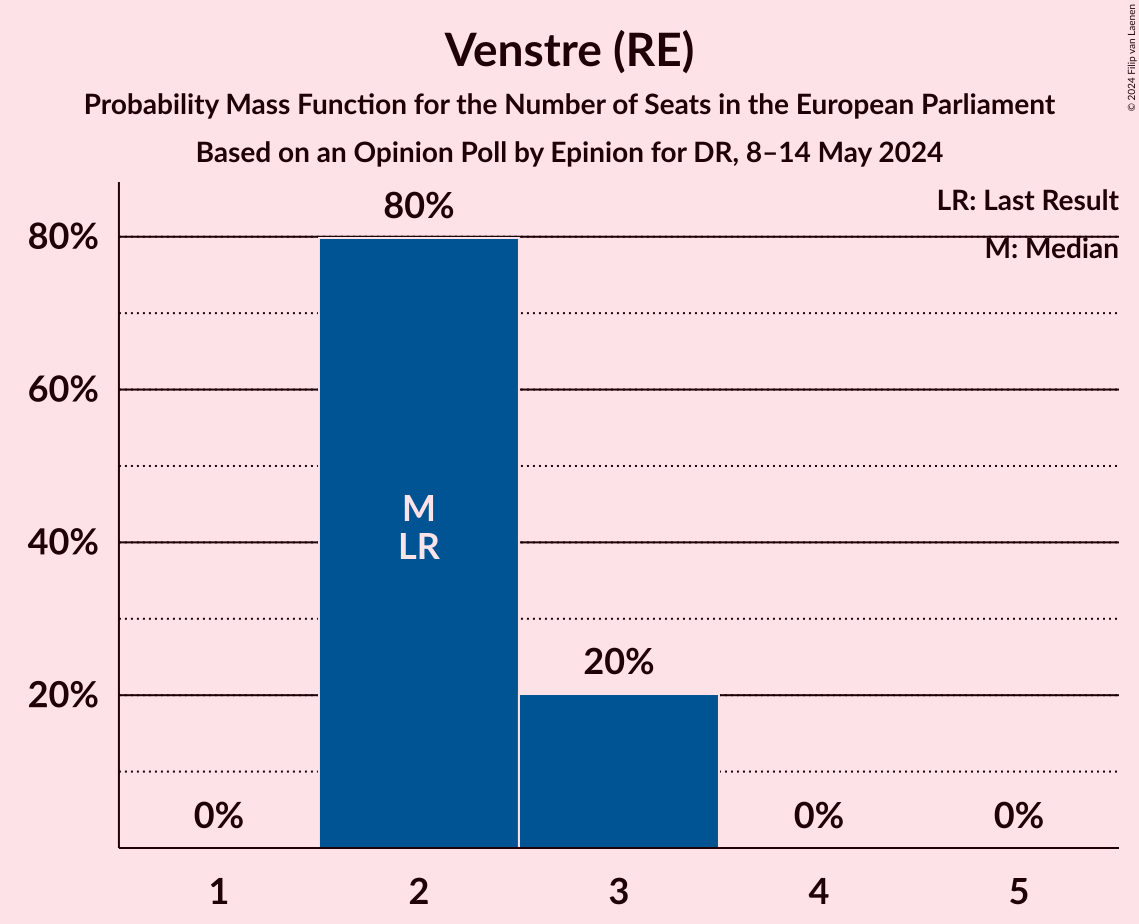 Venstre (RE)
Probability Mass Function for the Number of Seats in the European Parliament
Based on an Opinion Poll by Epinion for DR, 8–14 May 2024
© 2024 Filip van Laenen
LR: Last Result
M: Median
80%
60%
40%
20%
0%
80%
M
LR
20%
0%
0%
1
2
3
4
5